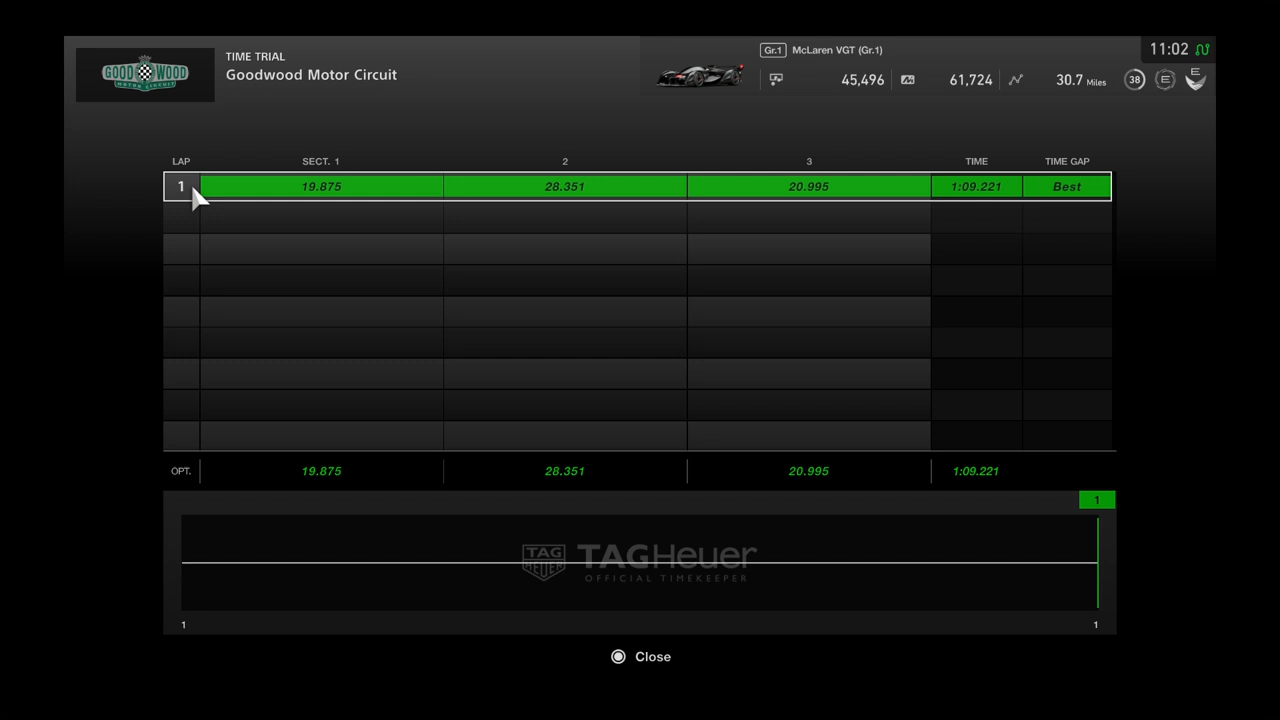 GOODWOOD
MOTOR CIRCUIT
TIME TRIAL
Goodwood Motor Circuit
Gr.1 McLaren VGT (Gr.1)
11:02
45,496 61,724 30.7 Miles 38 E E
LAP SECT. 1 2 3 TIME TIME GAP
1 19.875 28.351 20.995 1:09.221 Best
OPT. 19.875 28.351 20.995 1:09.221
1
TAG HEUER TAGHeuer
OFFICIAL TIMEKEEPER
1 1
Close